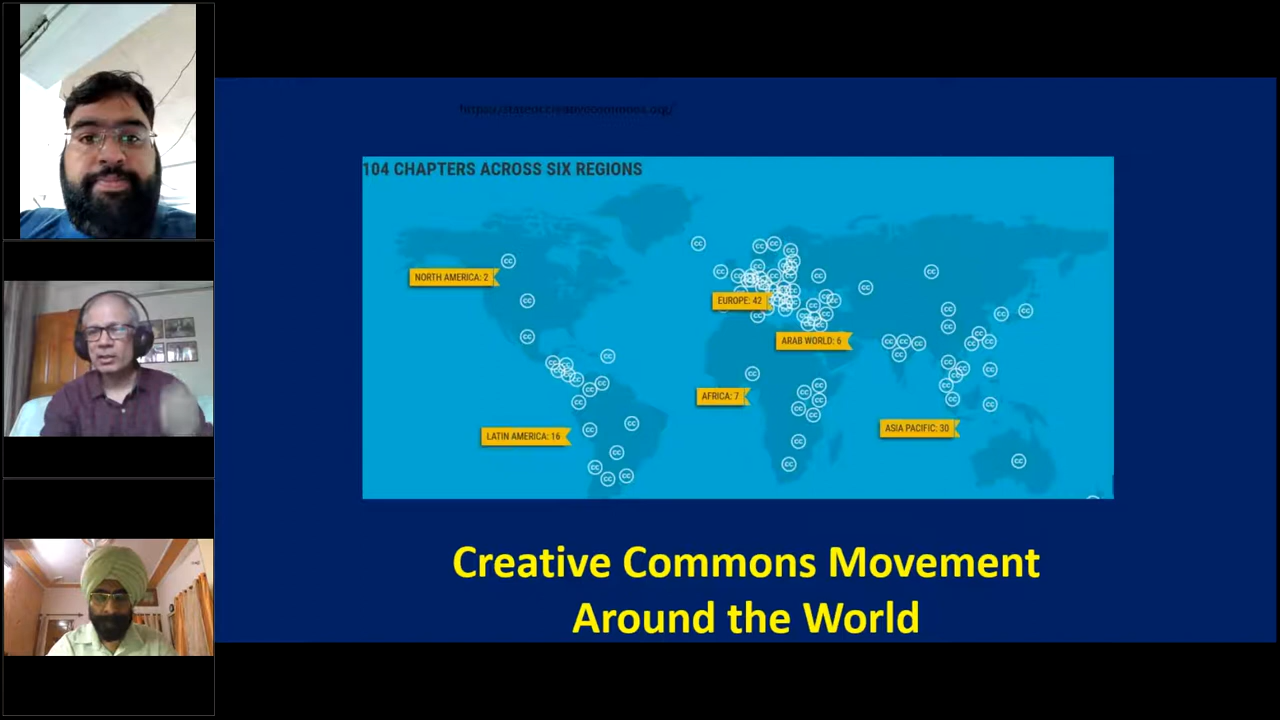 104 CHAPTERS ACROSS SIX REGIONS
NORTH AMERICA: 2
EUROPE: 42
ARAB WORLD: 6
AFRICA: 7
LATIN AMERICA: 16
ASIA PACIFIC: 30
Creative Commons Movement
Around the World